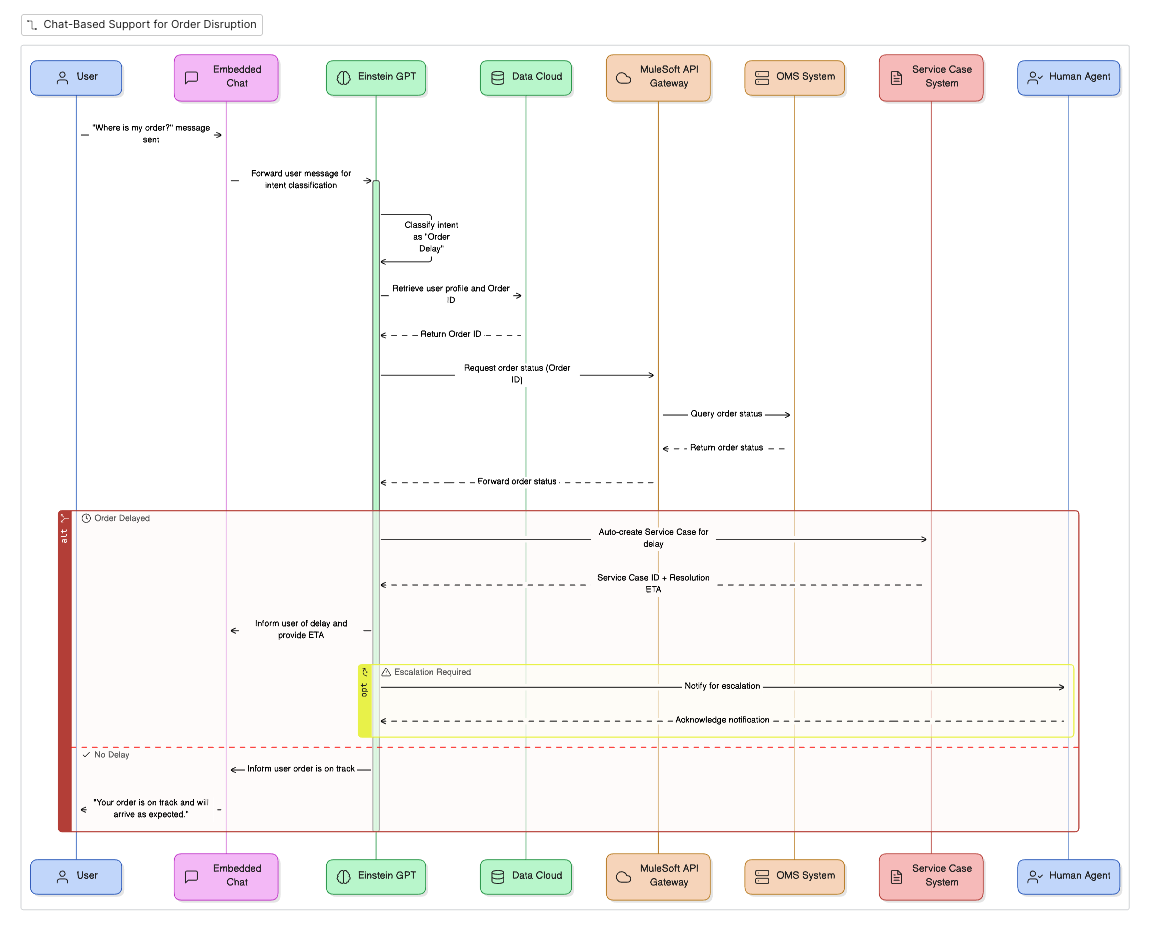 Chat-Based Support for Order Disruption
User
Embedded
Chat
Einstein GPT
Data Cloud
MuleSoft API
Gateway
OMS System
Service Case
System
Human Agent
"Where is my order?" message
sent
Forward user message for
intent classification
Classify intent
as "Order
Delay"
Retrieve user profile and Order
ID
Return Order ID
Request order status (Order
ID)
Query order status
Return order status
Forward order status
alt
Order Delayed
Auto-create Service Case for
delay
Service Case ID + Resolution
ETA
Inform user of delay and
provide ETA
opt
Escalation Required
Notify for escalation
Acknowledge notification
No Delay
Inform user order is on track
"Your order is on track and will
arrive as expected."
User
Embedded
Chat
Einstein GPT
Data Cloud
MuleSoft API
Gateway
OMS System
Service Case
System
Human Agent